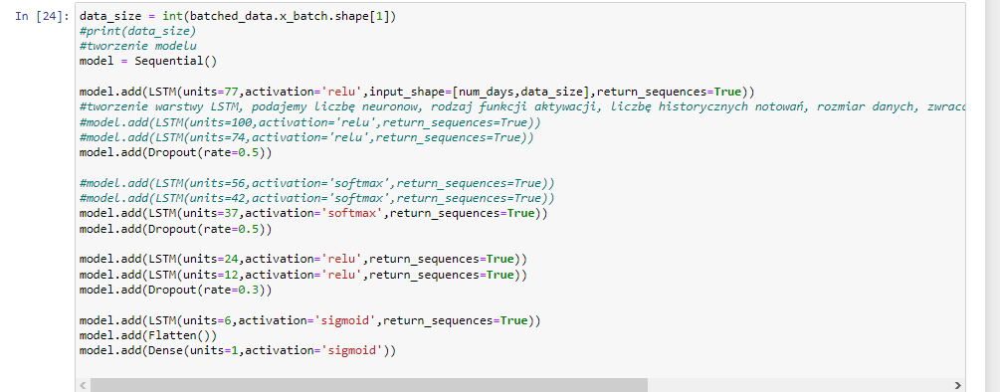 In [24]: data_size = int(batched_data.x_batch.shape[1])
#print(data_size)
#tworzenie modelu
model = Sequential()
model.add(LSTM(units=77,activation='relu',input_shape=[num_days,data_size],return_sequences=True))
#tworzenie warstwy LSTM, podajemy liczbę neuronow, rodzaj funkcji aktywacji, liczbę historycznych notowań, rozmiar danych,
#model.add(LSTM(units=100,activation='relu',return_sequences=True))
#model.add(LSTM(units=74,activation='relu',return_sequences=True))
model.add(Dropout(rate=0.5))
#model.add(LSTM(units=56,activation='softmax',return_sequences=True))
#model.add(LSTM(units=42,activation='softmax',return_sequences=True))
model.add(LSTM(units=37,activation='softmax',return_sequences=True))
model.add(Dropout(rate=0.5))
model.add(LSTM(units=24,activation='relu',return_sequences=True))
model.add(LSTM(units=12,activation='relu',return_sequences=True))
model.add(Dropout(rate=0.3))
model.add(LSTM(units=6,activation='sigmoid',return_sequences=True))
model.add(Flatten())
model.add(Dense(units=1,activation='sigmoid'))